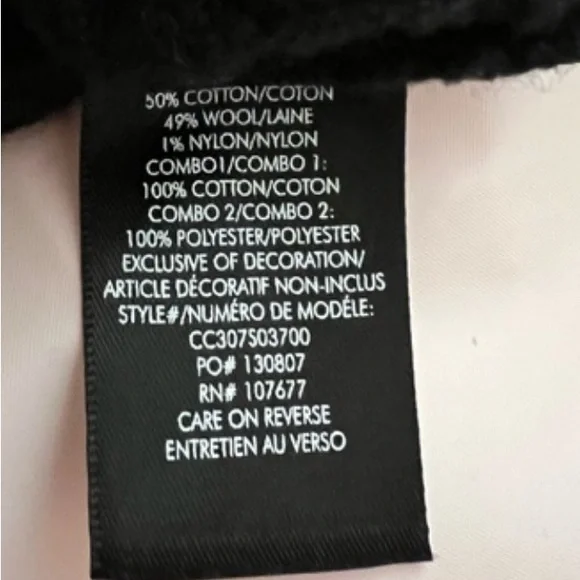 50% COTTON/COTON
49% WOOL/LAINE
1% NYLON/NYLON
COMBO1/COMBO 1:
100% COTTON/COTON
COMBO 2/COMBO 2:
100% POLYESTER/POLYESTER
EXCLUSIVE OF DECORATION/
ARTICLE DÉCORATIF NON-INCLUS
STYLE#/NUMÉRO DE MODÉLE:
CC307503700
PO# 130807
RN# 107677
CARE ON REVERSE
ENTRETIEN AU VERSO